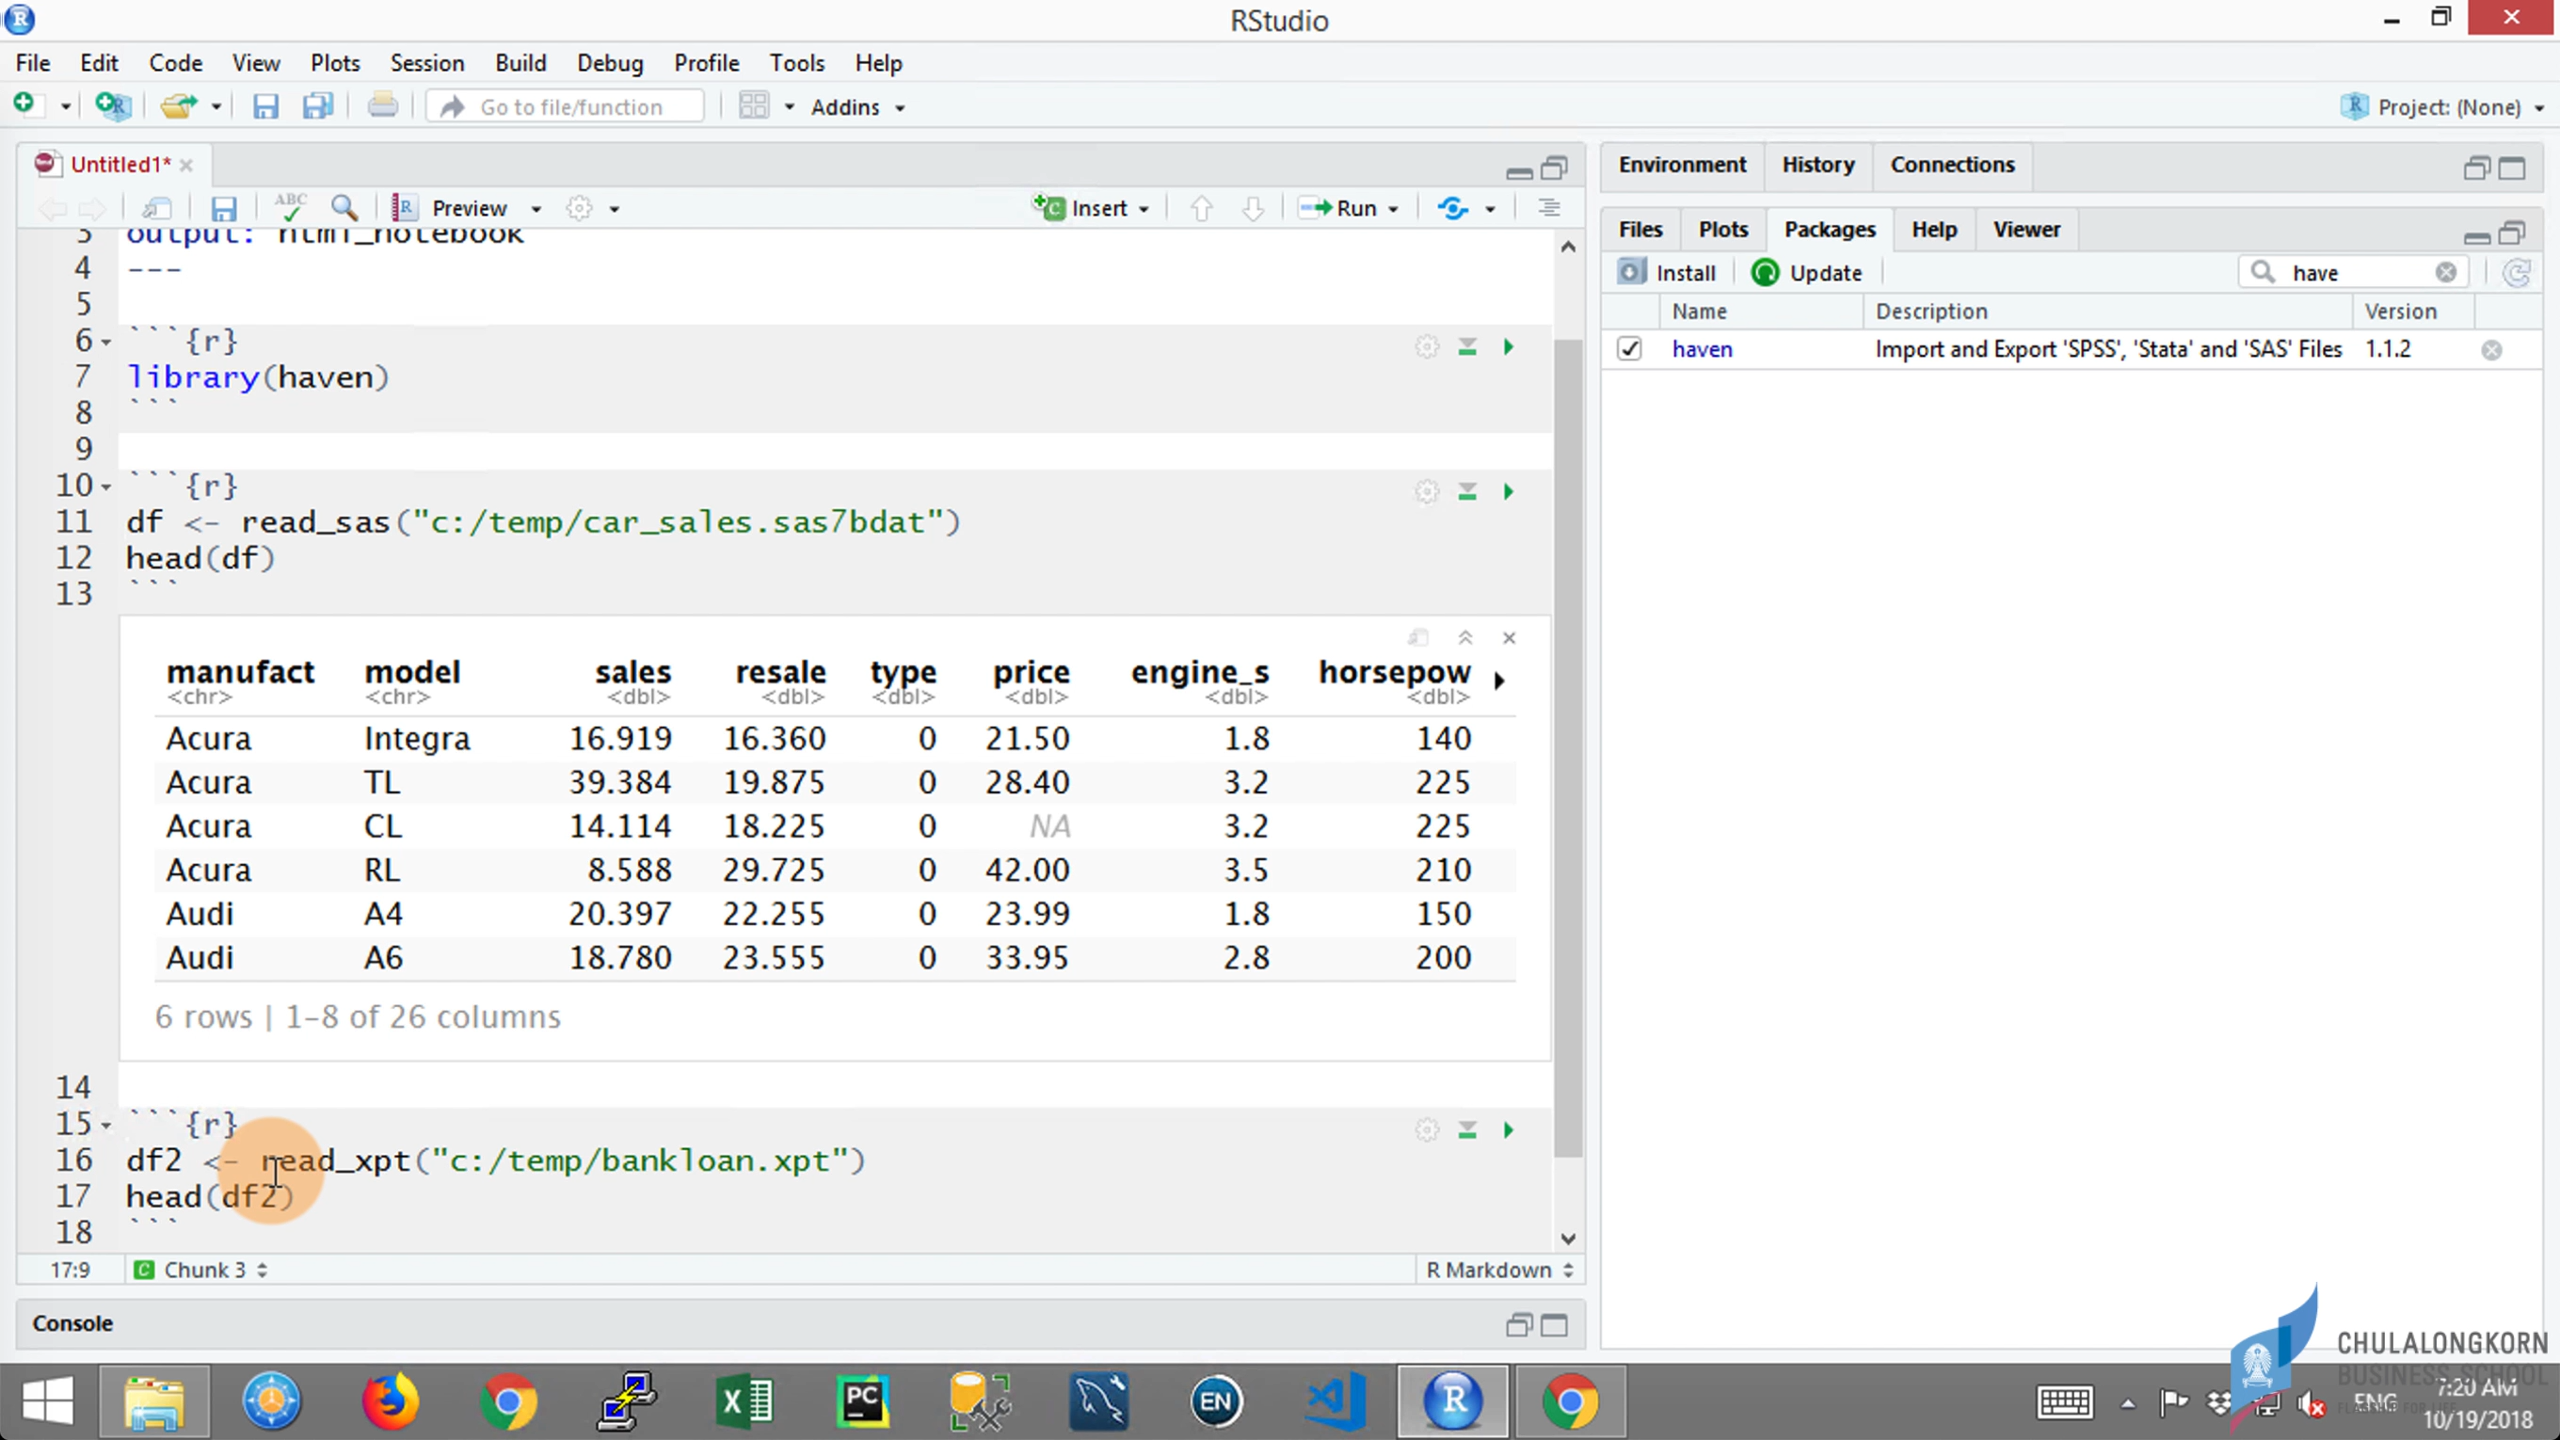 RStudio
File Edit Code View Plots Session Build Debug Profile Tools Help
Go to file/function Addins Project: (None)
Untitled1*
ABC Preview Insert Run
3 output: html_notebook
4 ---
5
6 ```{r}
7 library(haven)
8 ```
9
10 ```{r}
11 df <- read_sas("c:/temp/car_sales.sas7bdat")
12 head(df)
13 ```
manufact model sales resale type price engine_s horsepow
<chr> <chr> <dbl> <dbl> <dbl> <dbl> <dbl> <dbl>
Acura Integra 16.919 16.360 0 21.50 1.8 140
Acura TL 39.384 19.875 0 28.40 3.2 225
Acura CL 14.114 18.225 0 NA 3.2 225
Acura RL 8.588 29.725 0 42.00 3.5 210
Audi A4 20.397 22.255 0 23.99 1.8 150
Audi A6 18.780 23.555 0 33.95 2.8 200
6 rows | 1–8 of 26 columns
14
15 ```{r}
16 df2 <- read_xpt("c:/temp/bankloan.xpt")
17 head(df2)
18 ```
17:9 C Chunk 3 R Markdown
Console
Environment History Connections
Files Plots Packages Help Viewer
Install Update have
Name Description Version
haven Import and Export 'SPSS', 'Stata' and 'SAS' Files 1.1.2
CHULALONGKORN
BUSINESS SCHOOL
PC EN R ENG 7:20 AM
10/19/2018